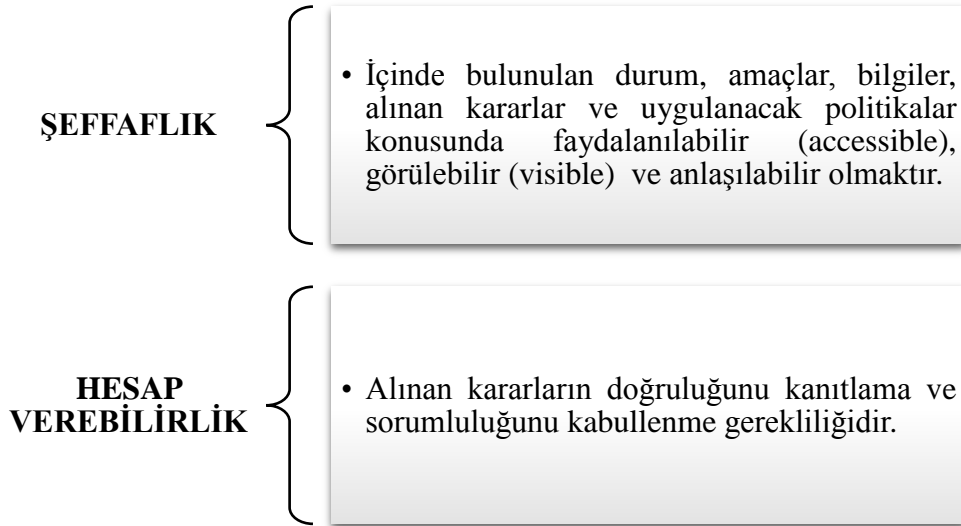 ŞEFFAFLIK
• İçinde bulunulan durum, amaçlar, bilgiler,
alınan kararlar ve uygulanacak politikalar
konusunda faydalanılabilir (accessible),
görülebilir (visible) ve anlaşılabilir olmaktır.
HESAP
VEREBİLİRLİK
• Alınan kararların doğruluğunu kanıtlama ve
sorumluluğunu kabullenme gerekliliğidir.